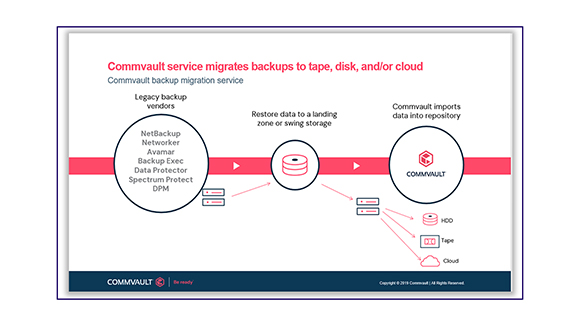 Commvault service migrates backups to tape, disk, and/or cloud
Commvault backup migration service
Legacy backup
vendors
NetBackup
Networker
Avamar
Backup Exec
Data Protector
Spectrum Protect
DPM
Restore data to a landing
zone or swing storage
Commvault imports
data into repository
COMMVAULT
HDD
Tape
Cloud
COMMVAULT
Be ready
Copyright © 2019 Commvault | All Rights Reserved.